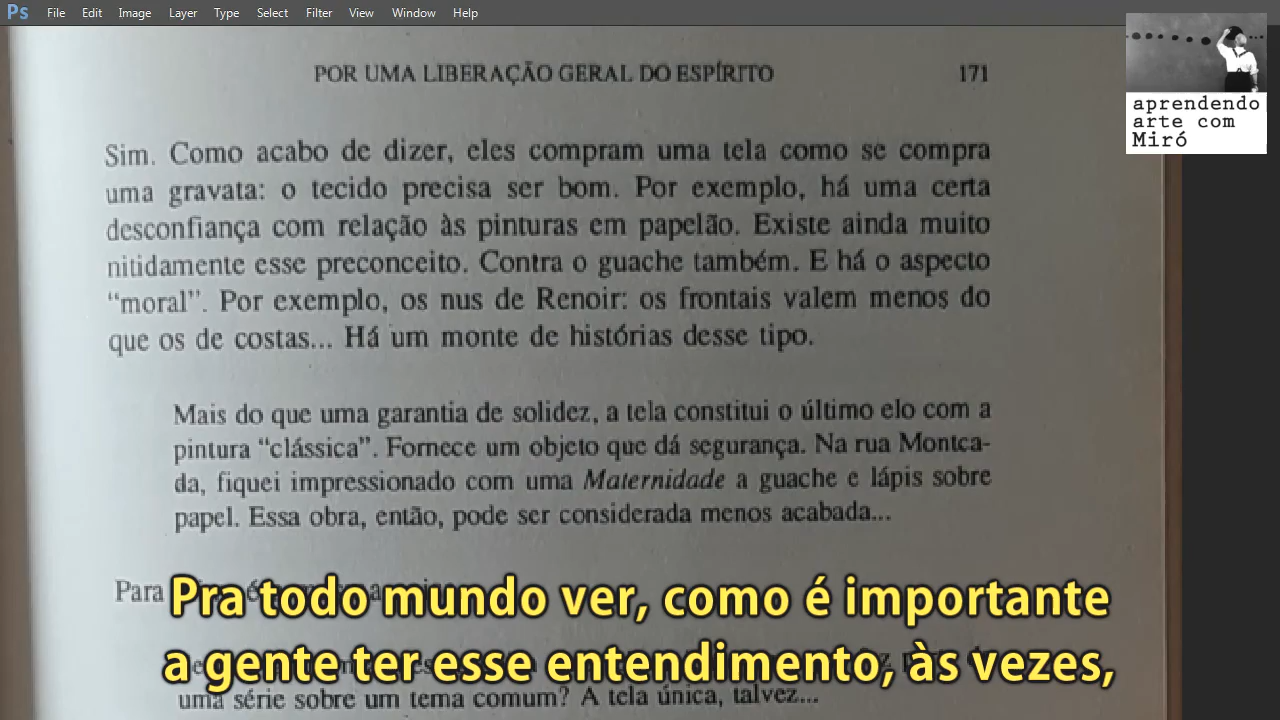 Ps File Edit Image Layer Type Select Filter View Window Help
aprendendo
arte com
Miró
POR UMA LIBERAÇÃO GERAL DO ESPÍRITO 171
Sim. Como acabo de dizer, eles compram uma tela como se compra
uma gravata: o tecido precisa ser bom. Por exemplo, há uma certa
desconfiança com relação às pinturas em papelão. Existe ainda muito
nitidamente esse preconceito. Contra o guache também. E há o aspecto
“moral”. Por exemplo, os nus de Renoir: os frontais valem menos do
que os de costas... Há um monte de histórias desse tipo.
Mais do que uma garantia de solidez, a tela constitui o último elo com a
pintura “clássica”. Fornece um objeto que dá segurança. Na rua Montca-
da, fiquei impressionado com uma Maternidade a guache e lápis sobre
papel. Essa obra, então, pode ser considerada menos acabada...
Para
Pra todo mundo ver, como é importante
a gente ter esse entendimento, às vezes,
uma série sobre um tema comum? A tela única, talvez...